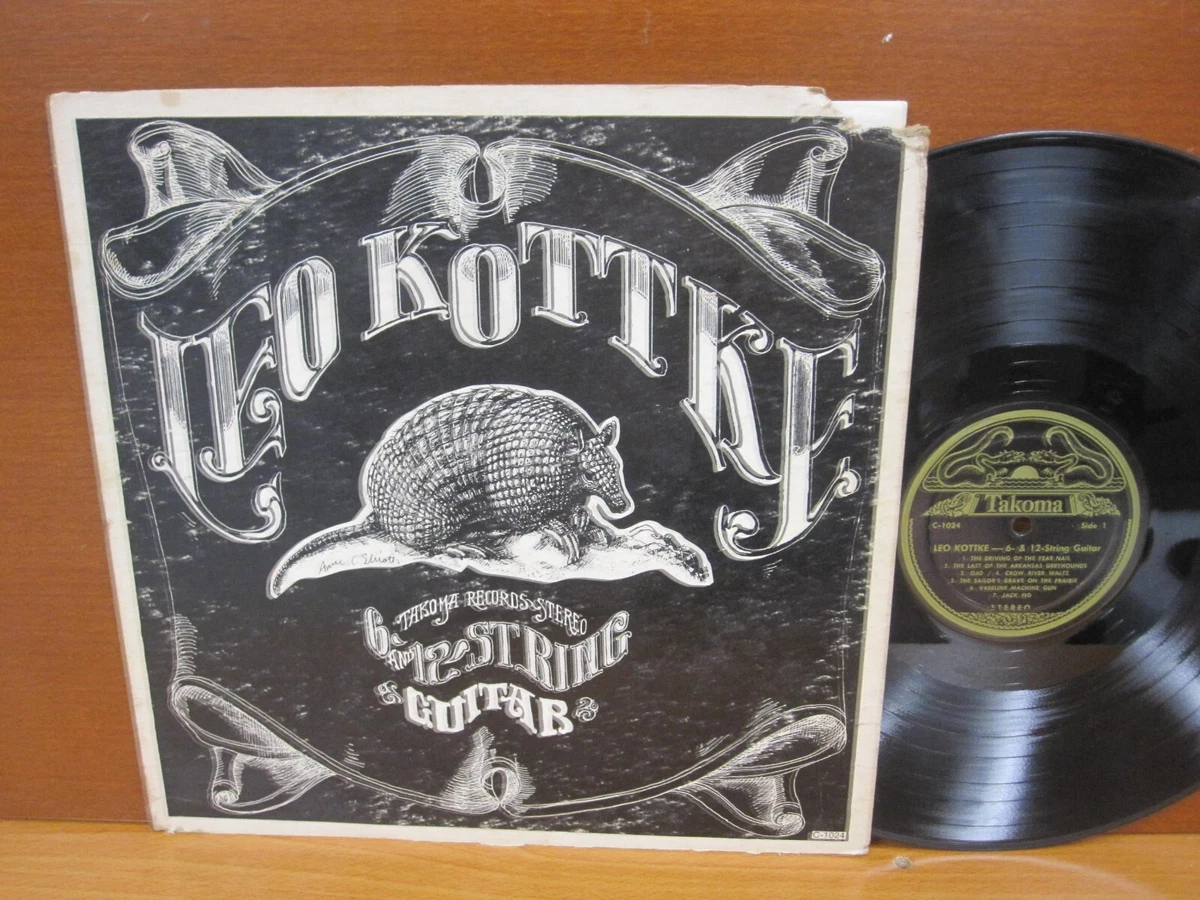 LEO KOTTKE
Anne C Elliott
TAKOMA RECORDS STEREO
6- AND 12-STRING
GUITAR
C-1024
Takoma
C-1024 Side 1
LEO KOTTKE — 6- & 12-String Guitar
1. THE DRIVING OF THE YEAR NAIL
2. THE LAST OF THE ARKANSAS GREYHOUNDS
3. OJO / 4. CROW RIVER WALTZ
5. THE SAILOR'S GRAVE ON THE PRAIRIE
6. VASELINE MACHINE GUN
7. JACK FIG
STEREO